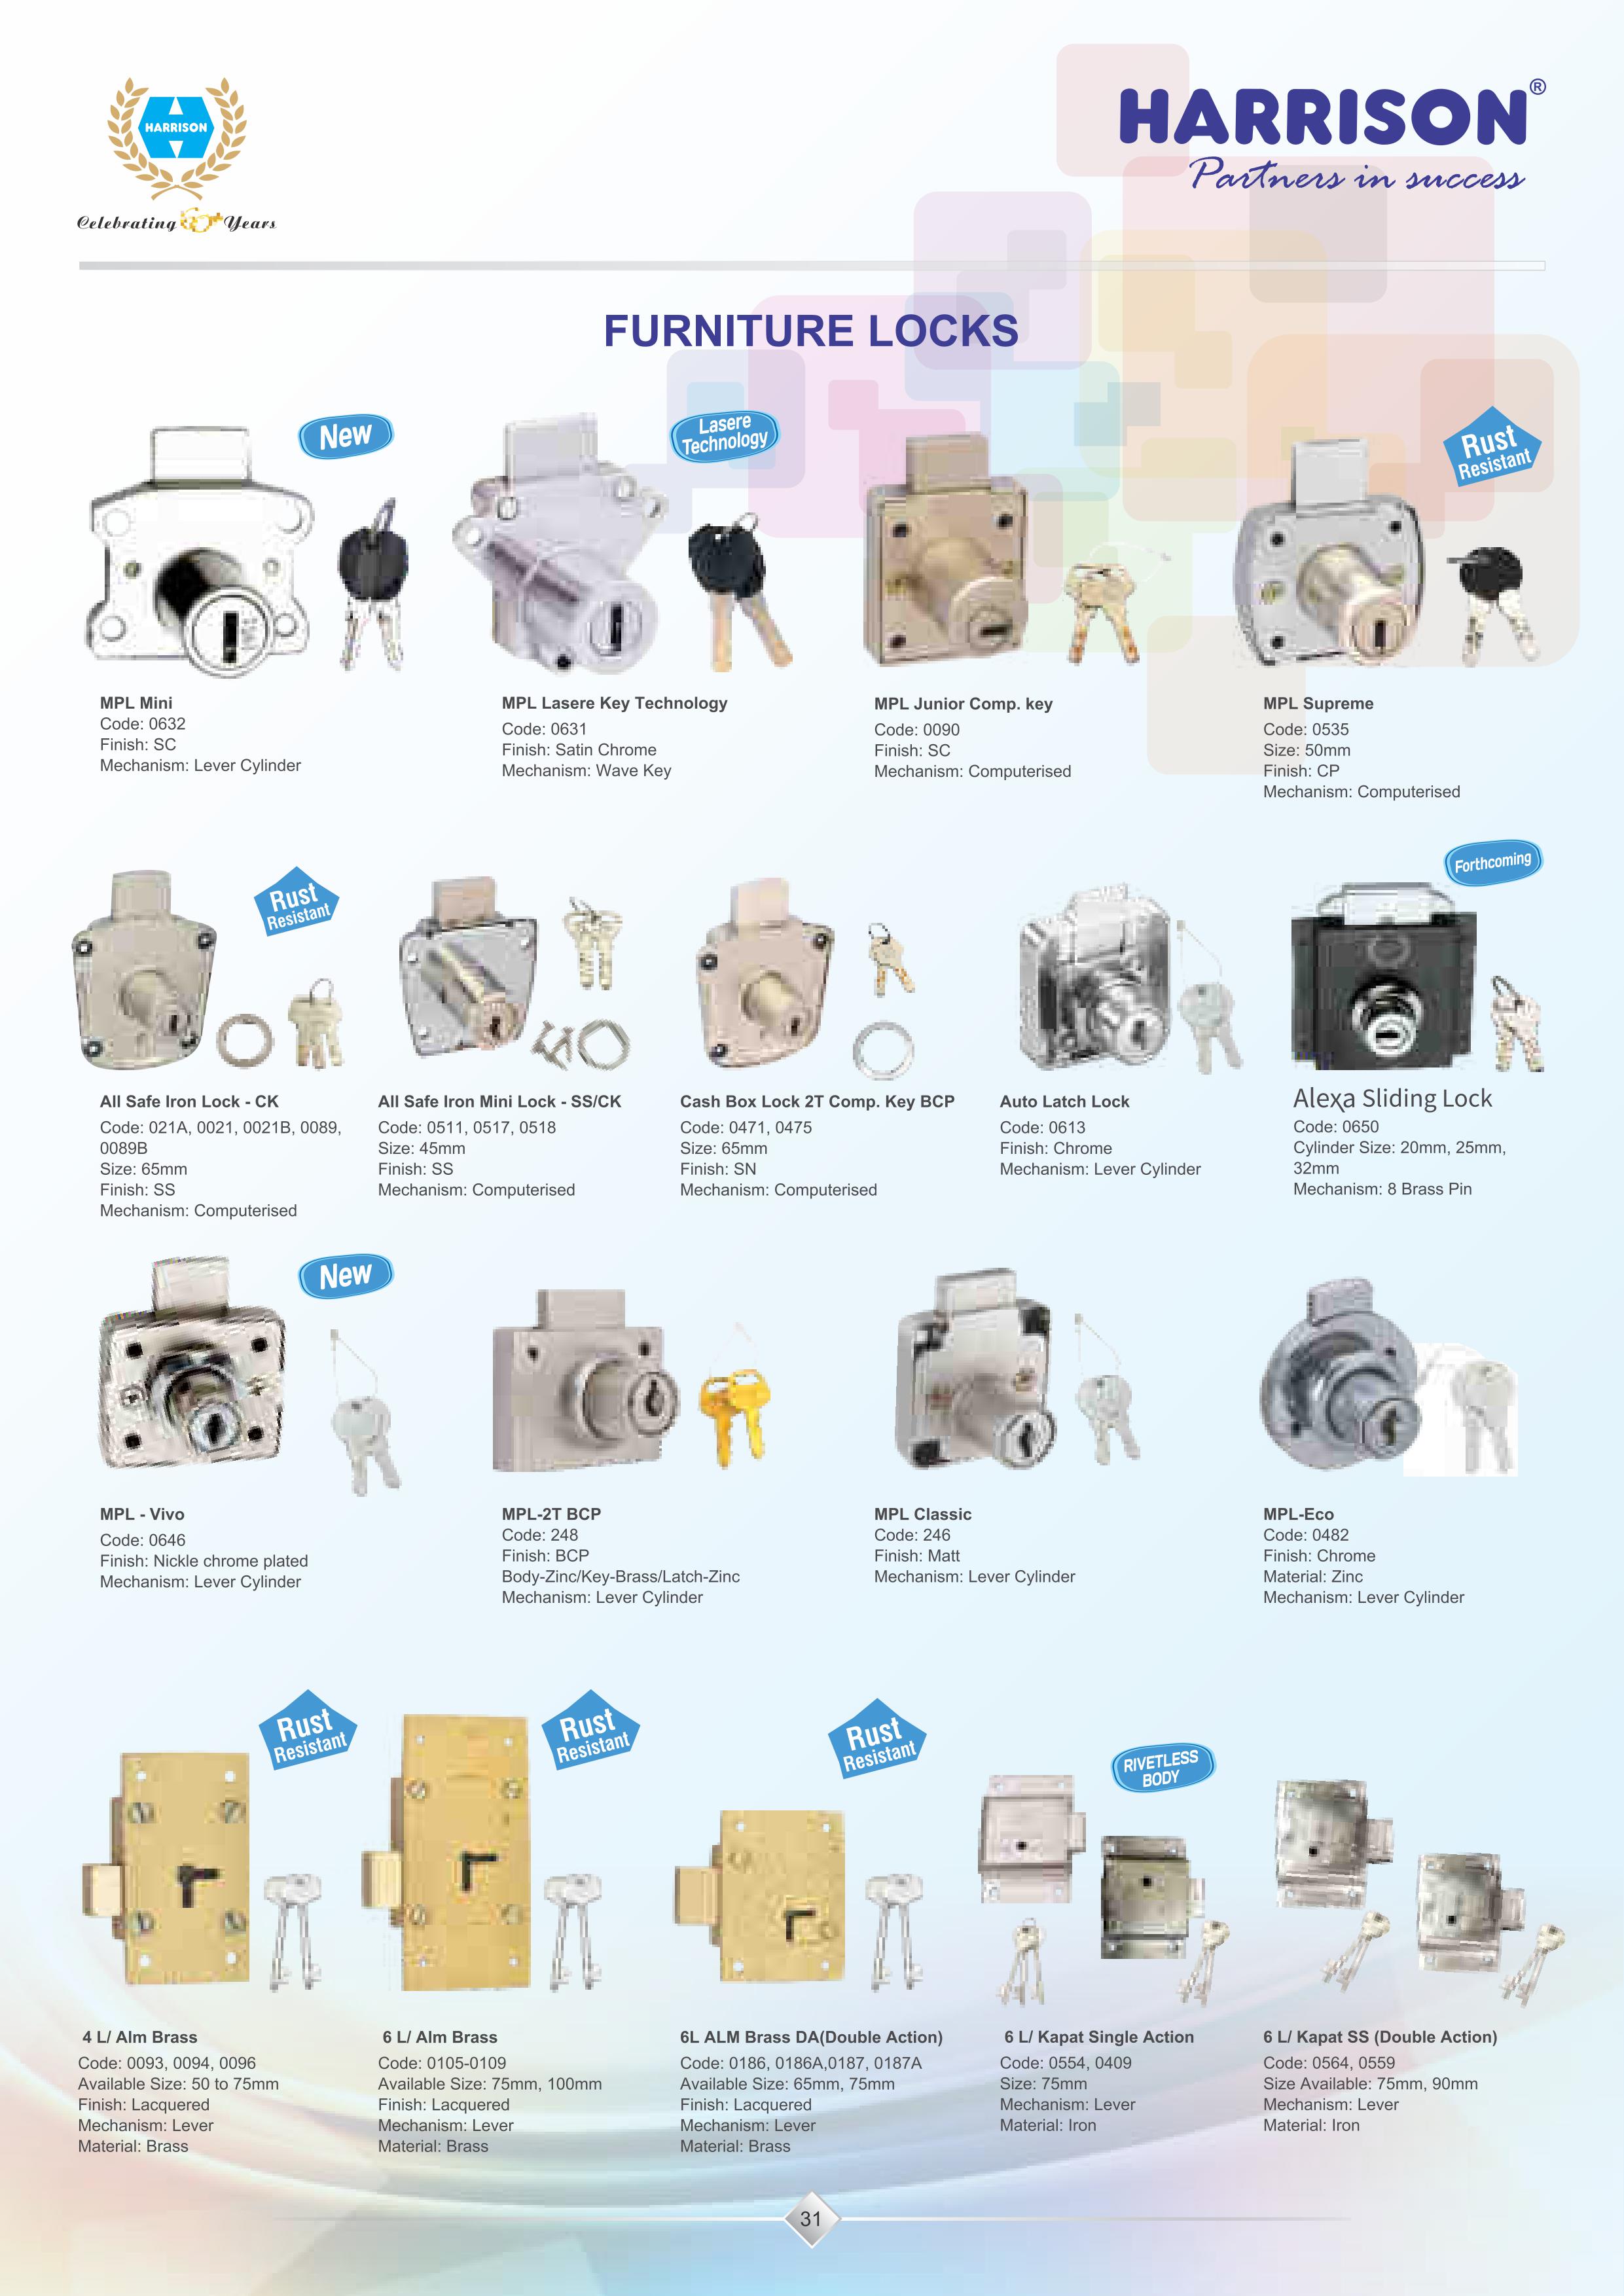 HARRISON
Celebrating 60+ Years
HARRISON®
Partners in success
FURNITURE LOCKS
New
MPL Mini
Code: 0632
Finish: SC
Mechanism: Lever Cylinder
Lasere
Technology
MPL Lasere Key Technology
Code: 0631
Finish: Satin Chrome
Mechanism: Wave Key
MPL Junior Comp. key
Code: 0090
Finish: SC
Mechanism: Computerised
Rust
Resistant
MPL Supreme
Code: 0535
Size: 50mm
Finish: CP
Mechanism: Computerised
Rust
Resistant
All Safe Iron Lock - CK
Code: 021A, 0021, 0021B, 0089,
0089B
Size: 65mm
Finish: SS
Mechanism: Computerised
All Safe Iron Mini Lock - SS/CK
Code: 0511, 0517, 0518
Size: 45mm
Finish: SS
Mechanism: Computerised
Cash Box Lock 2T Comp. Key BCP
Code: 0471, 0475
Size: 65mm
Finish: SN
Mechanism: Computerised
Auto Latch Lock
Code: 0613
Finish: Chrome
Mechanism: Lever Cylinder
Forthcoming
Alexa Sliding Lock
Code: 0650
Cylinder Size: 20mm, 25mm,
32mm
Mechanism: 8 Brass Pin
New
MPL - Vivo
Code: 0646
Finish: Nickle chrome plated
Mechanism: Lever Cylinder
MPL-2T BCP
Code: 248
Finish: BCP
Body-Zinc/Key-Brass/Latch-Zinc
Mechanism: Lever Cylinder
MPL Classic
Code: 246
Finish: Matt
Mechanism: Lever Cylinder
MPL-Eco
Code: 0482
Finish: Chrome
Material: Zinc
Mechanism: Lever Cylinder
Rust
Resistant
4 L/ Alm Brass
Code: 0093, 0094, 0096
Available Size: 50 to 75mm
Finish: Lacquered
Mechanism: Lever
Material: Brass
Rust
Resistant
6 L/ Alm Brass
Code: 0105-0109
Available Size: 75mm, 100mm
Finish: Lacquered
Mechanism: Lever
Material: Brass
Rust
Resistant
6L ALM Brass DA(Double Action)
Code: 0186, 0186A,0187, 0187A
Available Size: 65mm, 75mm
Finish: Lacquered
Mechanism: Lever
Material: Brass
RIVETLESS
BODY
6 L/ Kapat Single Action
Code: 0554, 0409
Size: 75mm
Mechanism: Lever
Material: Iron
6 L/ Kapat SS (Double Action)
Code: 0564, 0559
Size Available: 75mm, 90mm
Mechanism: Lever
Material: Iron
31